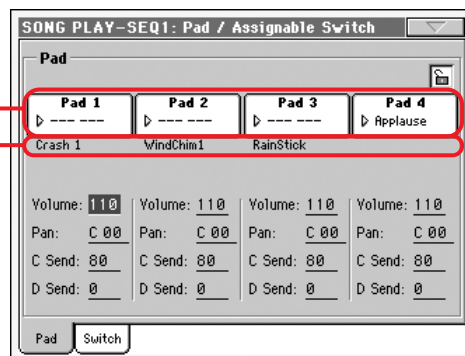 SONG PLAY-SEQ1: Pad / Assignable Switch
Pad
Pad 1 Pad 2 Pad 3 Pad 4
--- --- --- --- --- --- Applause
Crash 1 WindChim1 RainStick
Volume: 110 Volume: 110 Volume: 110 Volume: 110
Pan: C 00 Pan: C 00 Pan: C 00 Pan: C 00
C Send: 80 C Send: 80 C Send: 80 C Send: 80
D Send: 0 D Send: 0 D Send: 0 D Send: 0
Pad Switch